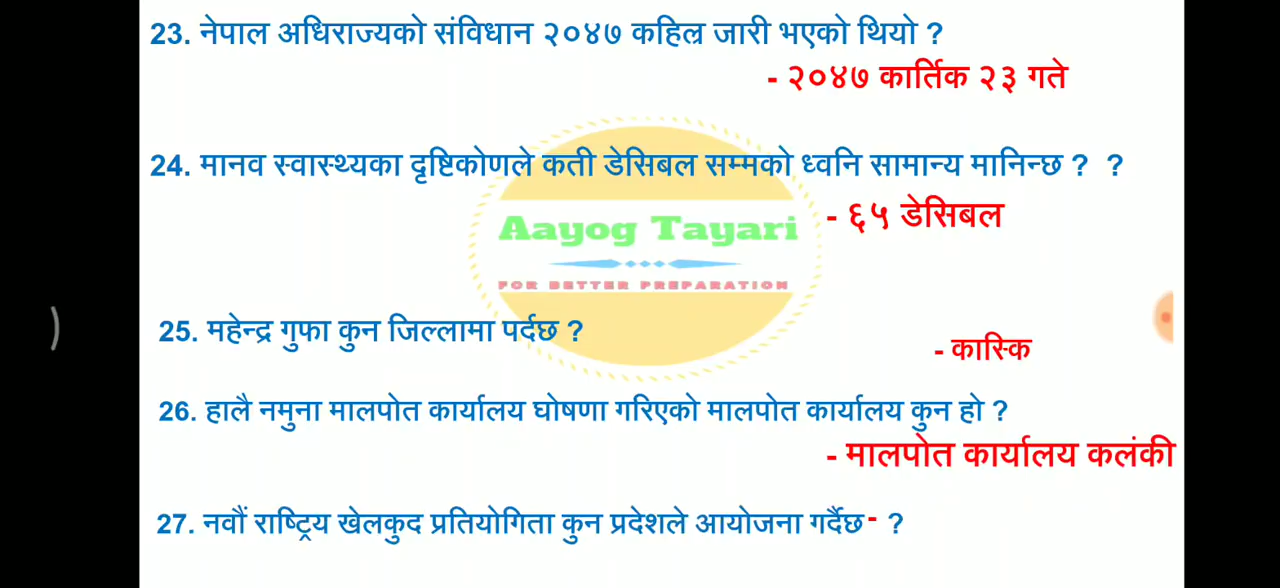 23. नेपाल अधिराज्यको संविधान २०४७ कहिल्र जारी भएको थियो ?
- २०४७ कार्तिक २३ गते
24. मानव स्वास्थ्यका दृष्टिकोणले कती डेसिबल सम्मको ध्वनि सामान्य मानिन्छ ? ?
- ६५ डेसिबल
Aayog Tayari
FOR BETTER PREPARATION
25. महेन्द्र गुफा कुन जिल्लामा पर्दछ ?
- कास्कि
26. हालै नमुना मालपोत कार्यालय घोषणा गरिएको मालपोत कार्यालय कुन हो ?
- मालपोत कार्यालय कलंकी
27. नवौं राष्ट्रिय खेलकुद प्रतियोगिता कुन प्रदेशले आयोजना गर्दैछ - ?